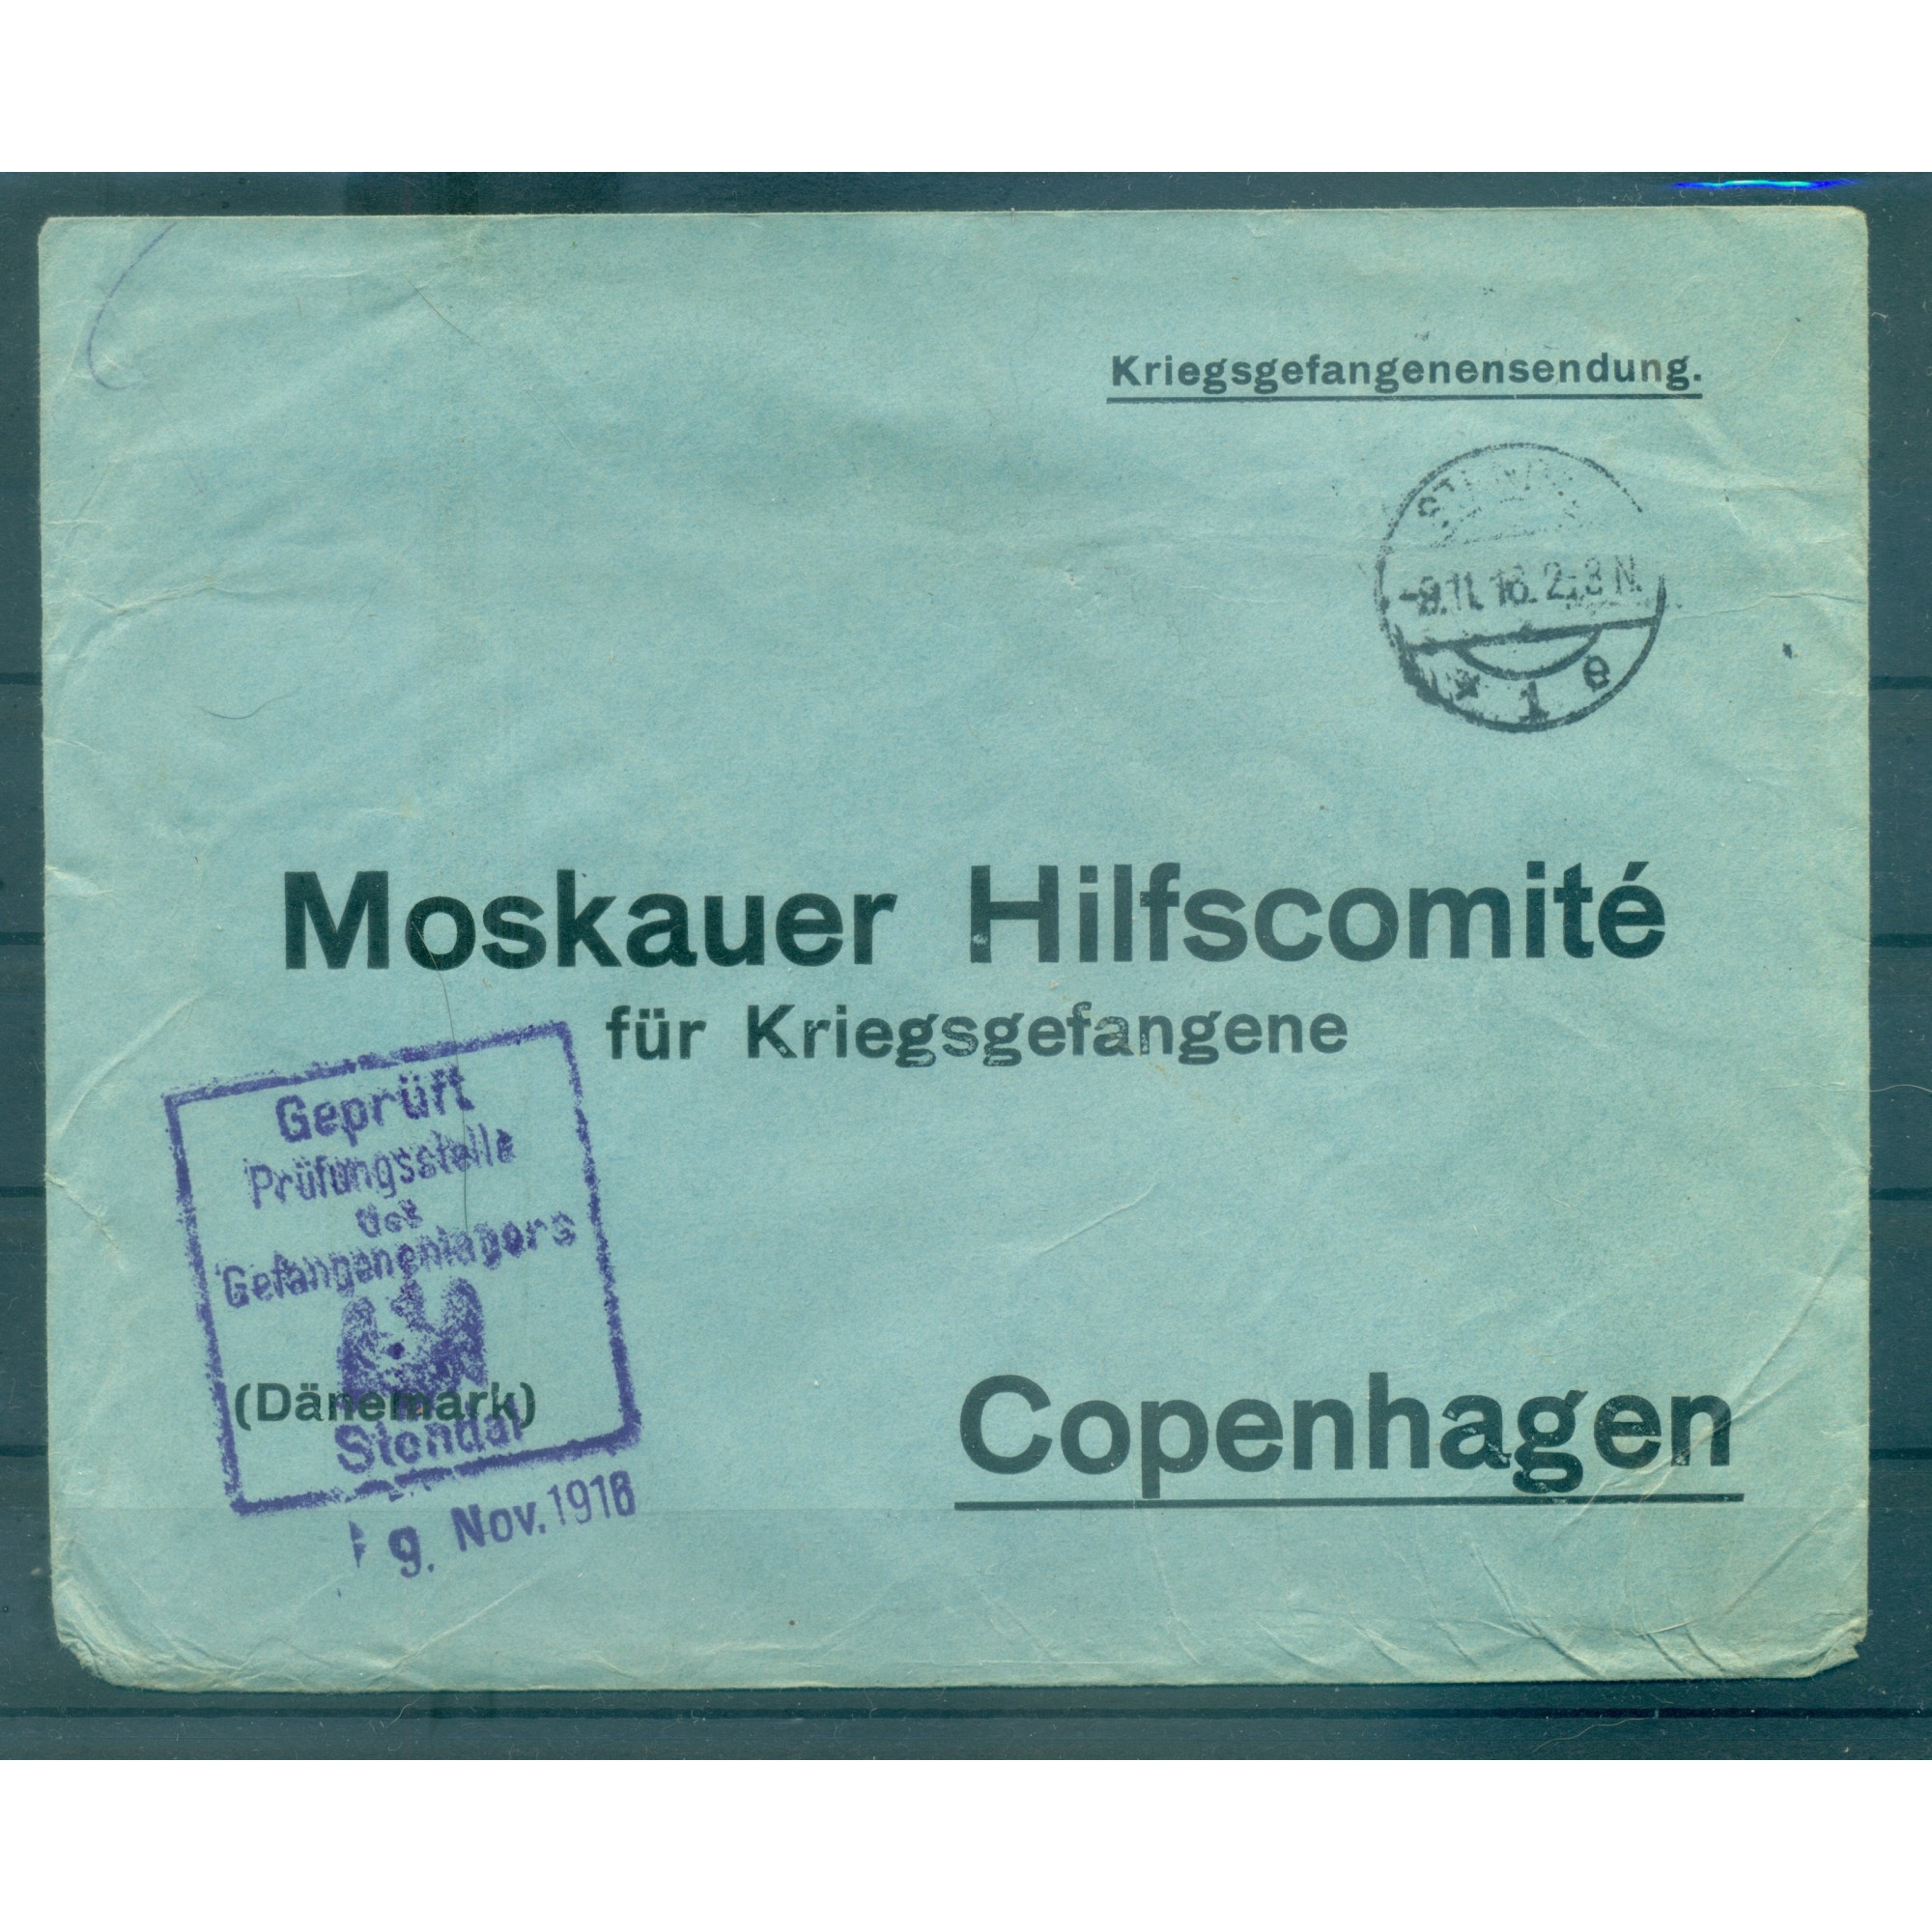 Kriegsgefangenensendung.
-9.11.16. 2-3 N.
* 1 e
Moskauer Hilfscomité
für Kriegsgefangene
Geprüft
Prüfungsstelle
des
Gefangenenlagers
(Dänemark)
Stendal
Copenhagen
9. Nov. 1916